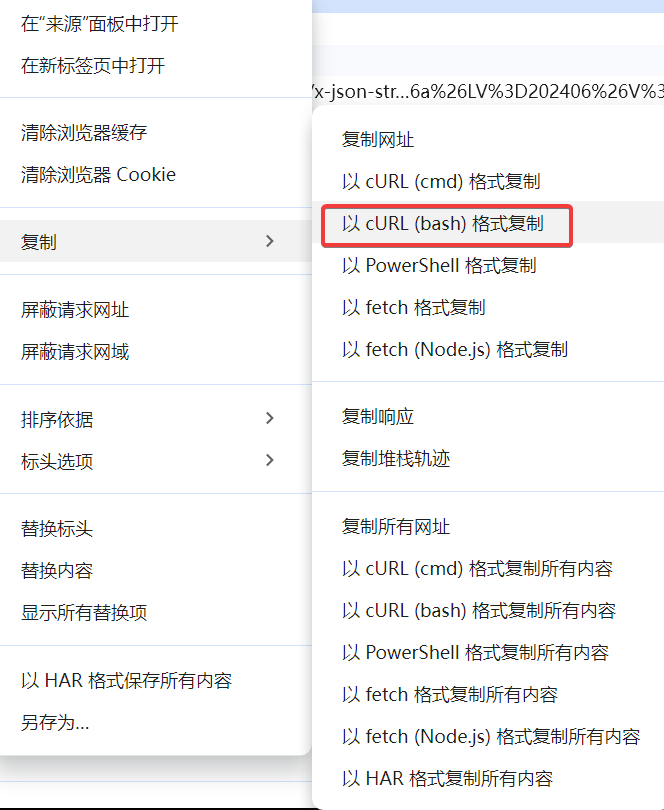 在“来源”面板中打开
在新标签页中打开
清除浏览器缓存
清除浏览器 Cookie
复制
屏蔽请求网址
屏蔽请求网域
排序依据
标头选项
替换标头
替换内容
显示所有替换项
以 HAR 格式保存所有内容
另存为...
/x-json-str...6a%26LV%3D202406%26V%3
复制网址
以 cURL (cmd) 格式复制
以 cURL (bash) 格式复制
以 PowerShell 格式复制
以 fetch 格式复制
以 fetch (Node.js) 格式复制
复制响应
复制堆栈轨迹
复制所有网址
以 cURL (cmd) 格式复制所有内容
以 cURL (bash) 格式复制所有内容
以 PowerShell 格式复制所有内容
以 fetch 格式复制所有内容
以 fetch (Node.js) 格式复制所有内容
以 HAR 格式复制所有内容